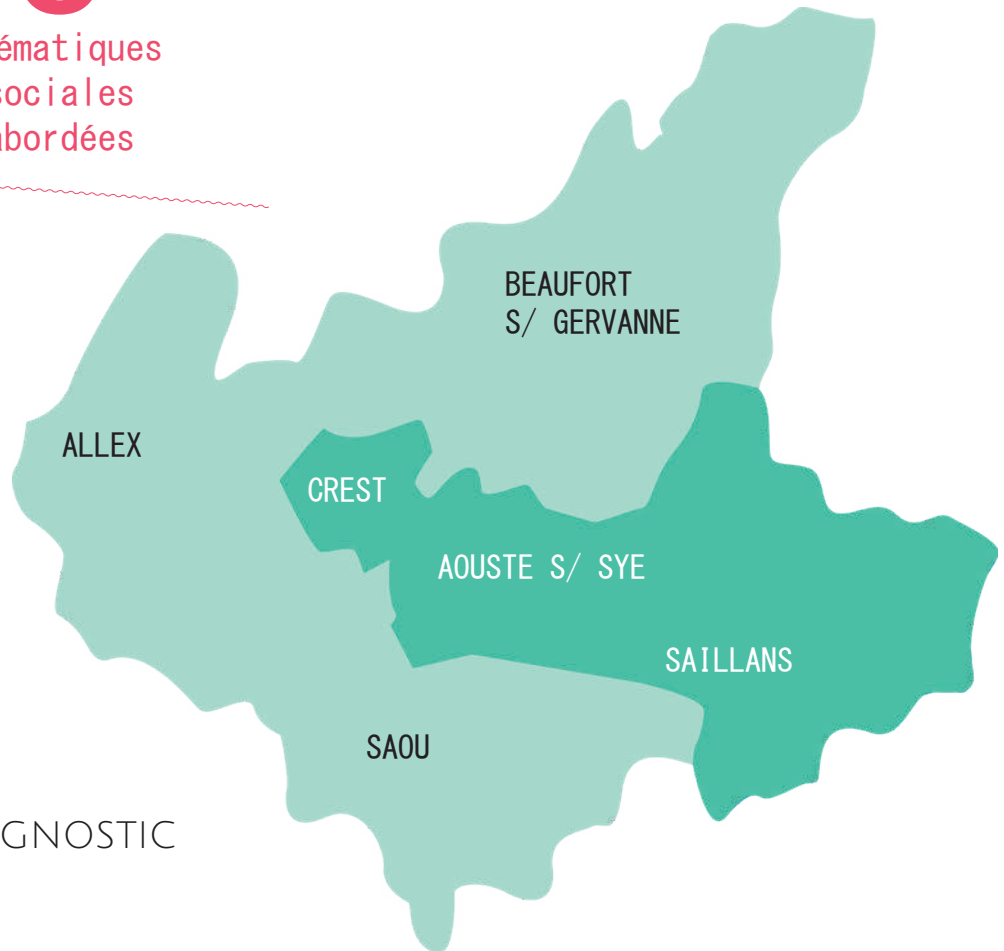 ématiques
sociales
abordées
BEAUFORT
S/ GERVANNE
ALLEX
CREST
AOUSTE S/ SYE
SAILLANS
SAOU
GNOSTIC